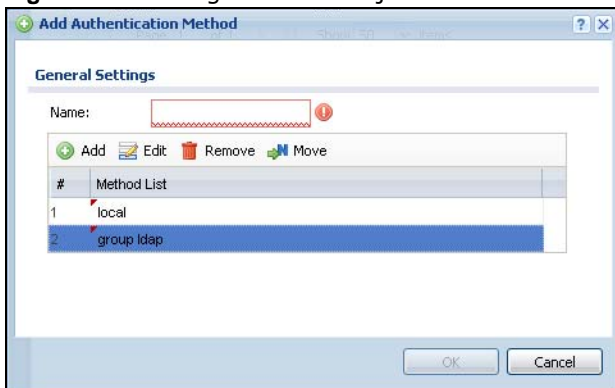 Add Authentication Method
General Settings
Name:
Add Edit Remove Move
# Method List
1 local
2 group ldap
OK Cancel